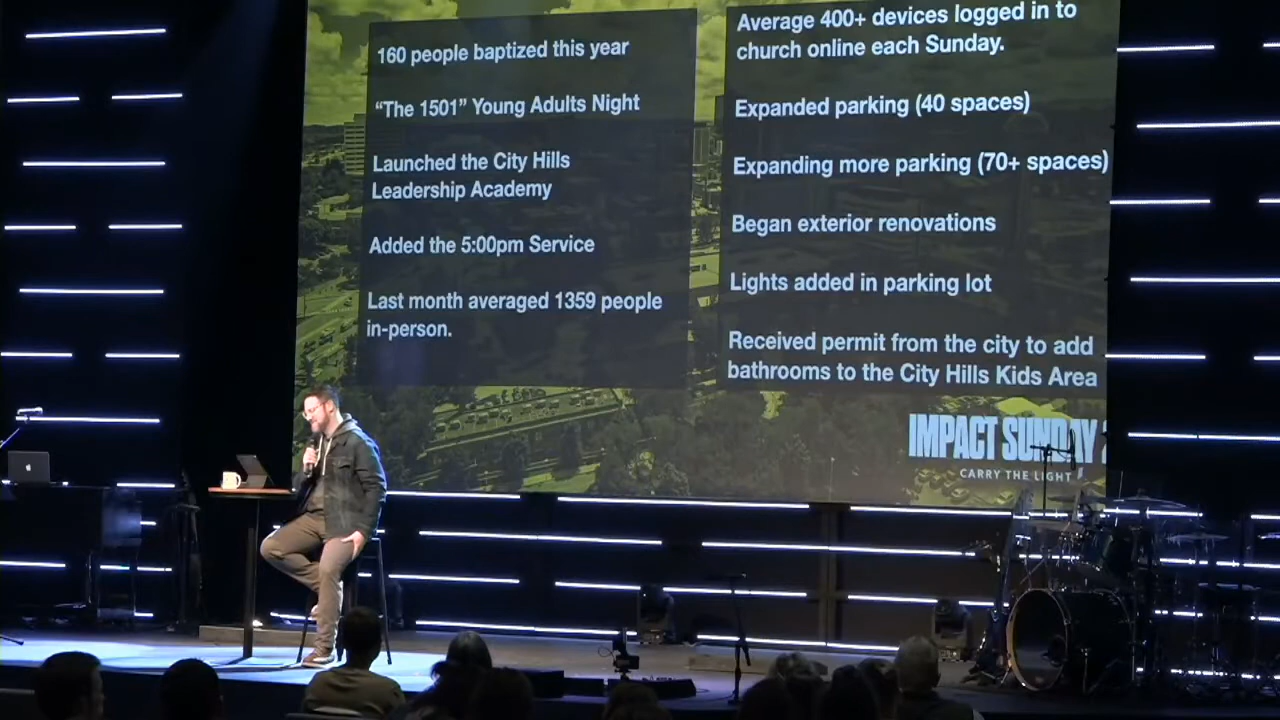 160 people baptized this year
“The 1501” Young Adults Night
Launched the City Hills
Leadership Academy
Added the 5:00pm Service
Last month averaged 1359 people
in-person.
Average 400+ devices logged in to
church online each Sunday.
Expanded parking (40 spaces)
Expanding more parking (70+ spaces)
Began exterior renovations
Lights added in parking lot
Received permit from the city to add
bathrooms to the City Hills Kids Area
IMPACT SUNDAY 2
CARRY THE LIGHT